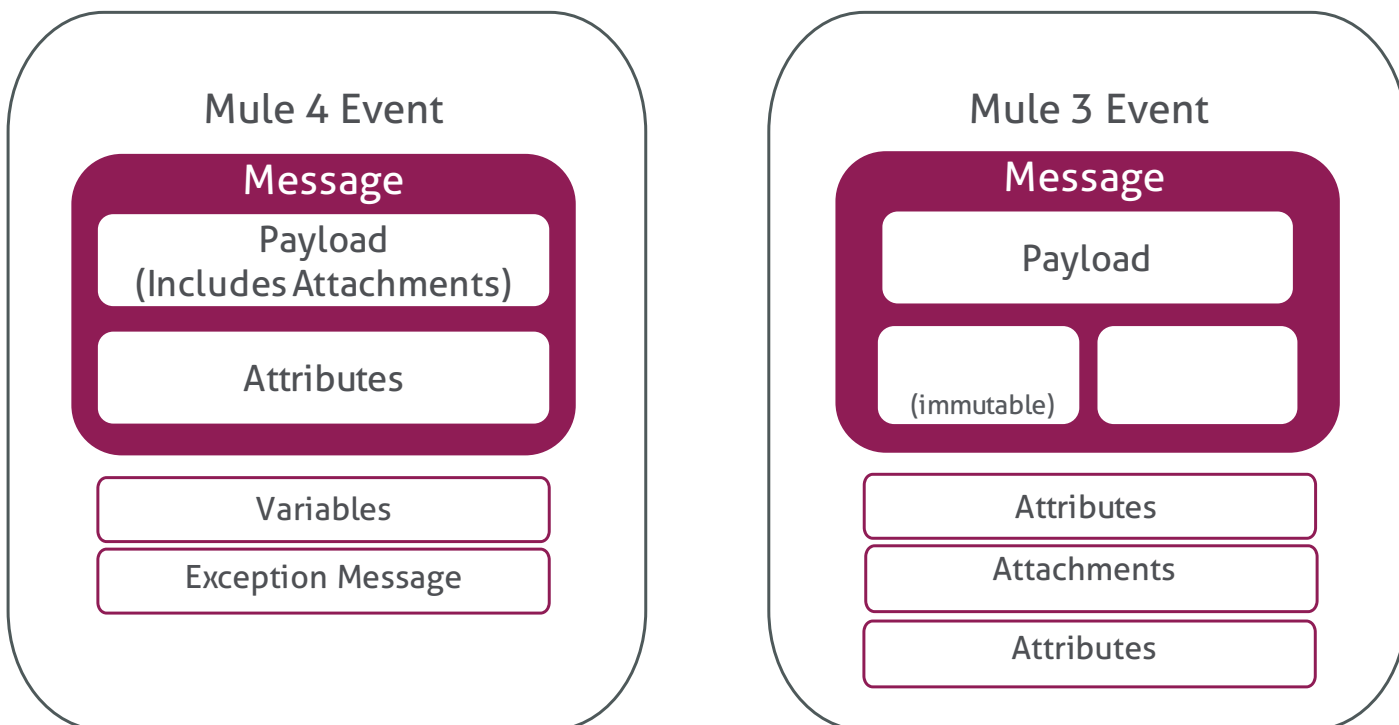 Mule 4 Event
Message
Payload
(Includes Attachments)
Attributes
Variables
Exception Message
Mule 3 Event
Message
Payload
(immutable)
Attributes
Attachments
Attributes